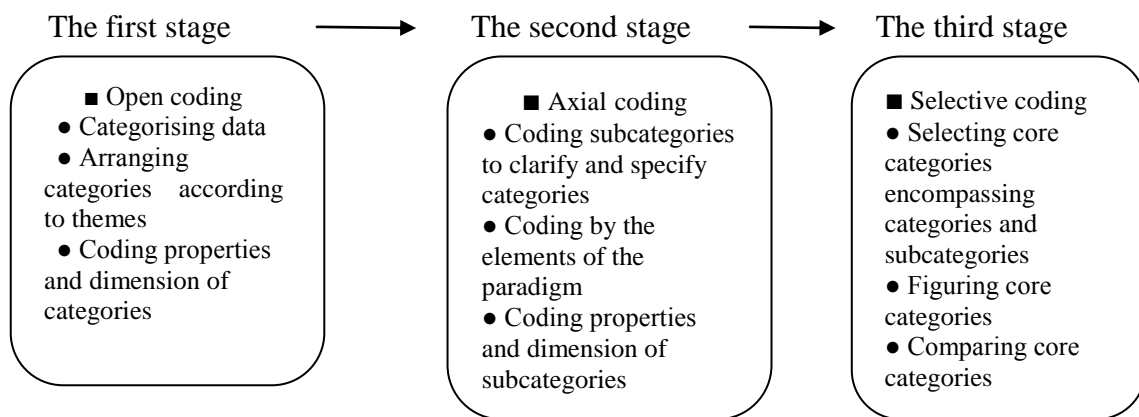 The first stage
The second stage
The third stage
■ Open coding
● Categorising data
● Arranging
categories according
to themes
● Coding properties
and dimension of
categories
■ Axial coding
● Coding subcategories
to clarify and specify
categories
● Coding by the
elements of the
paradigm
● Coding properties
and dimension of
subcategories
■ Selective coding
● Selecting core
categories
encompassing
categories and
subcategories
● Figuring core
categories
● Comparing core
categories